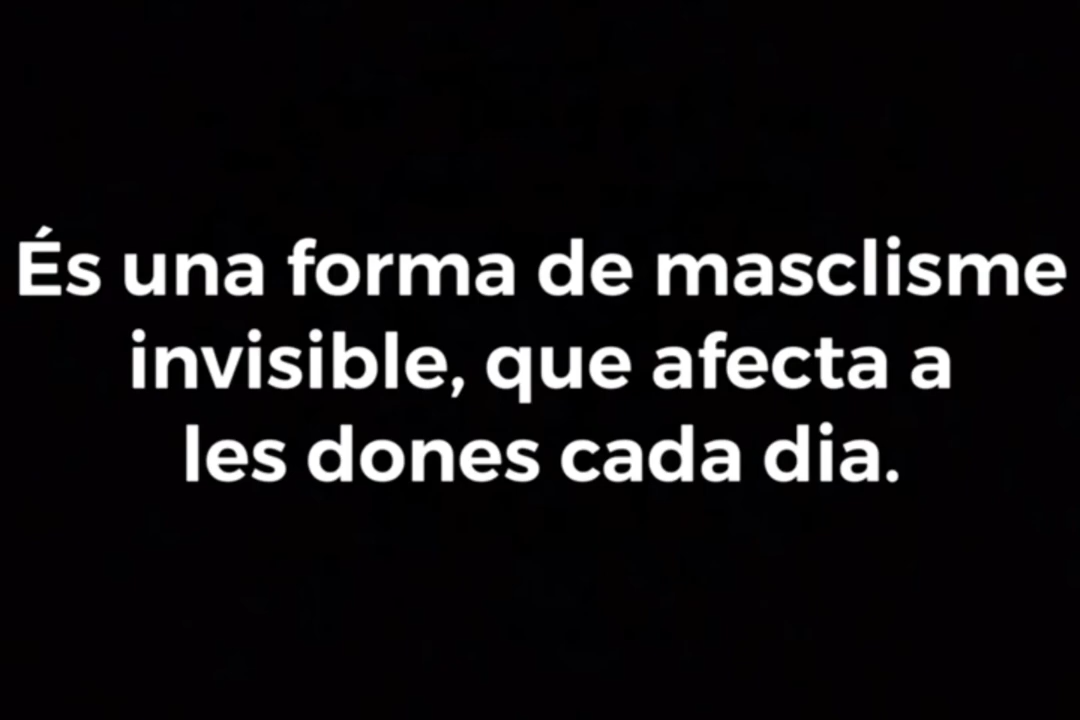 És una forma de masclisme
invisible, que afecta a
les dones cada dia.